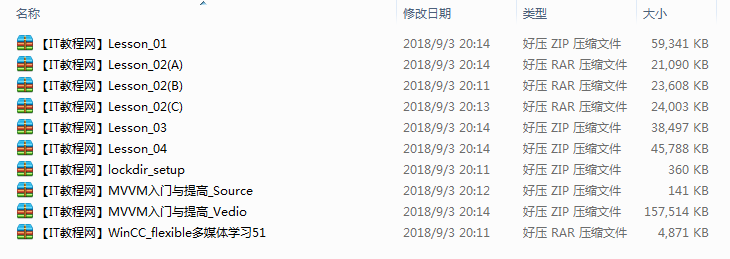 名称 修改日期 类型 大小
【IT教程网】Lesson_01 2018/9/3 20:14 好压 ZIP 压缩文件 59,341 KB
【IT教程网】Lesson_02(A) 2018/9/3 20:14 好压 RAR 压缩文件 21,090 KB
【IT教程网】Lesson_02(B) 2018/9/3 20:11 好压 RAR 压缩文件 23,608 KB
【IT教程网】Lesson_02(C) 2018/9/3 20:13 好压 RAR 压缩文件 24,003 KB
【IT教程网】Lesson_03 2018/9/3 20:14 好压 ZIP 压缩文件 38,497 KB
【IT教程网】Lesson_04 2018/9/3 20:14 好压 ZIP 压缩文件 45,788 KB
【IT教程网】lockdir_setup 2018/9/3 20:11 好压 ZIP 压缩文件 360 KB
【IT教程网】MVVM入门与提高_Source 2018/9/3 20:12 好压 ZIP 压缩文件 141 KB
【IT教程网】MVVM入门与提高_Vedio 2018/9/3 20:14 好压 ZIP 压缩文件 157,514 KB
【IT教程网】WinCC_flexible多媒体学习51 2018/9/3 20:11 好压 RAR 压缩文件 4,871 KB